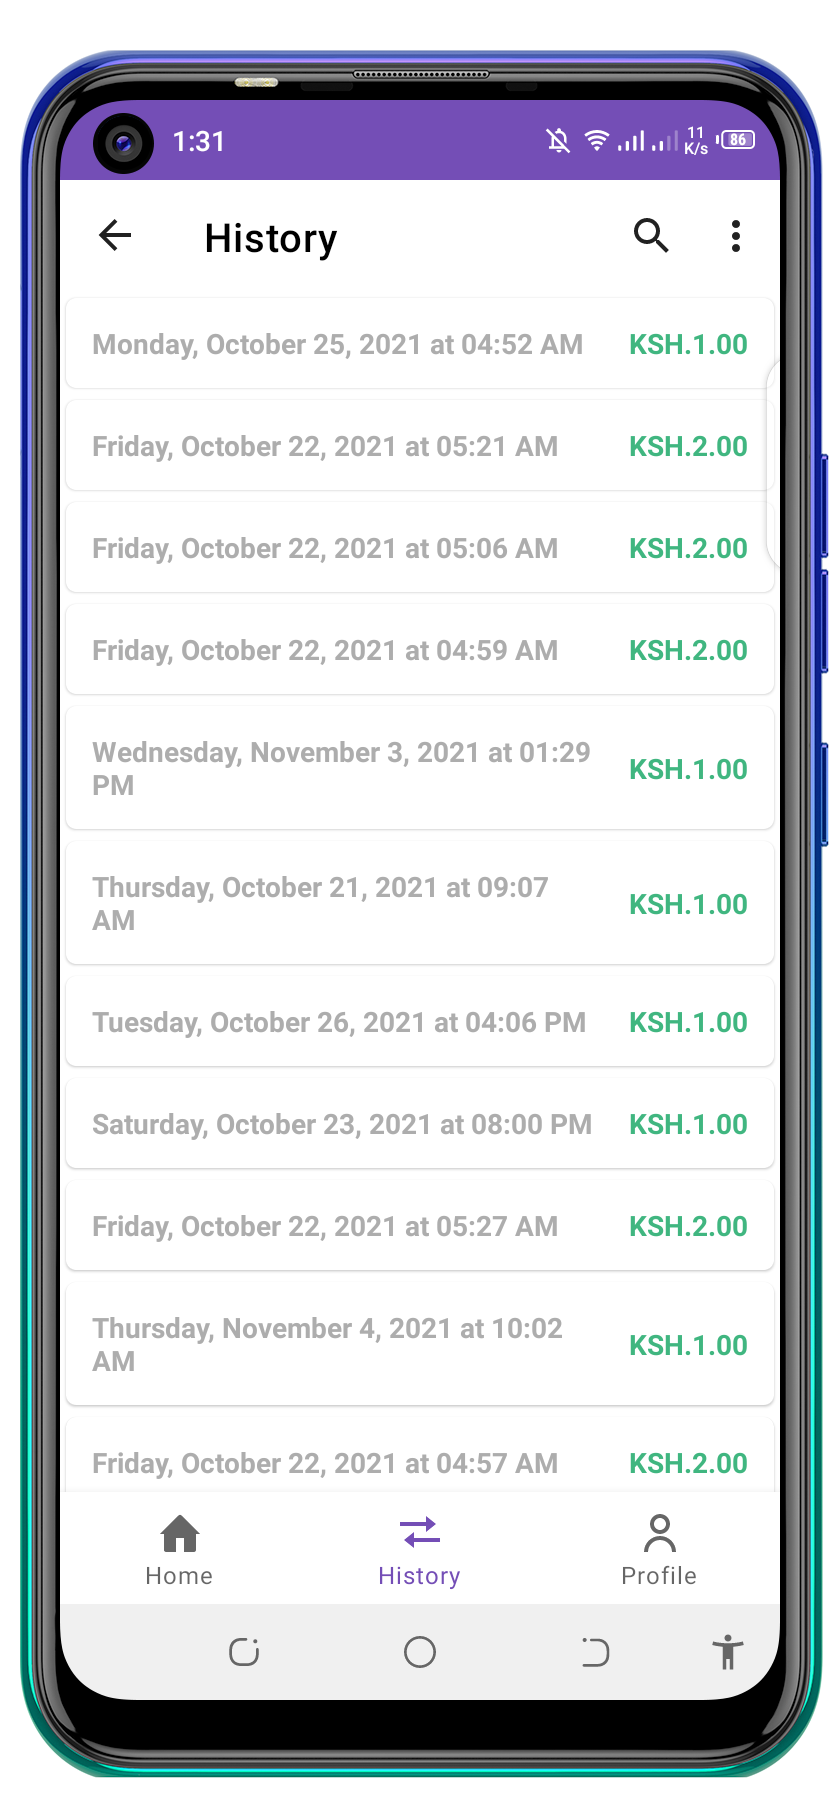 1:31
11
K/s
86
History
Monday, October 25, 2021 at 04:52 AM KSH.1.00
Friday, October 22, 2021 at 05:21 AM KSH.2.00
Friday, October 22, 2021 at 05:06 AM KSH.2.00
Friday, October 22, 2021 at 04:59 AM KSH.2.00
Wednesday, November 3, 2021 at 01:29
PM
KSH.1.00
Thursday, October 21, 2021 at 09:07
AM
KSH.1.00
Tuesday, October 26, 2021 at 04:06 PM KSH.1.00
Saturday, October 23, 2021 at 08:00 PM KSH.1.00
Friday, October 22, 2021 at 05:27 AM KSH.2.00
Thursday, November 4, 2021 at 10:02
AM
KSH.1.00
Friday, October 22, 2021 at 04:57 AM KSH.2.00
Home History Profile